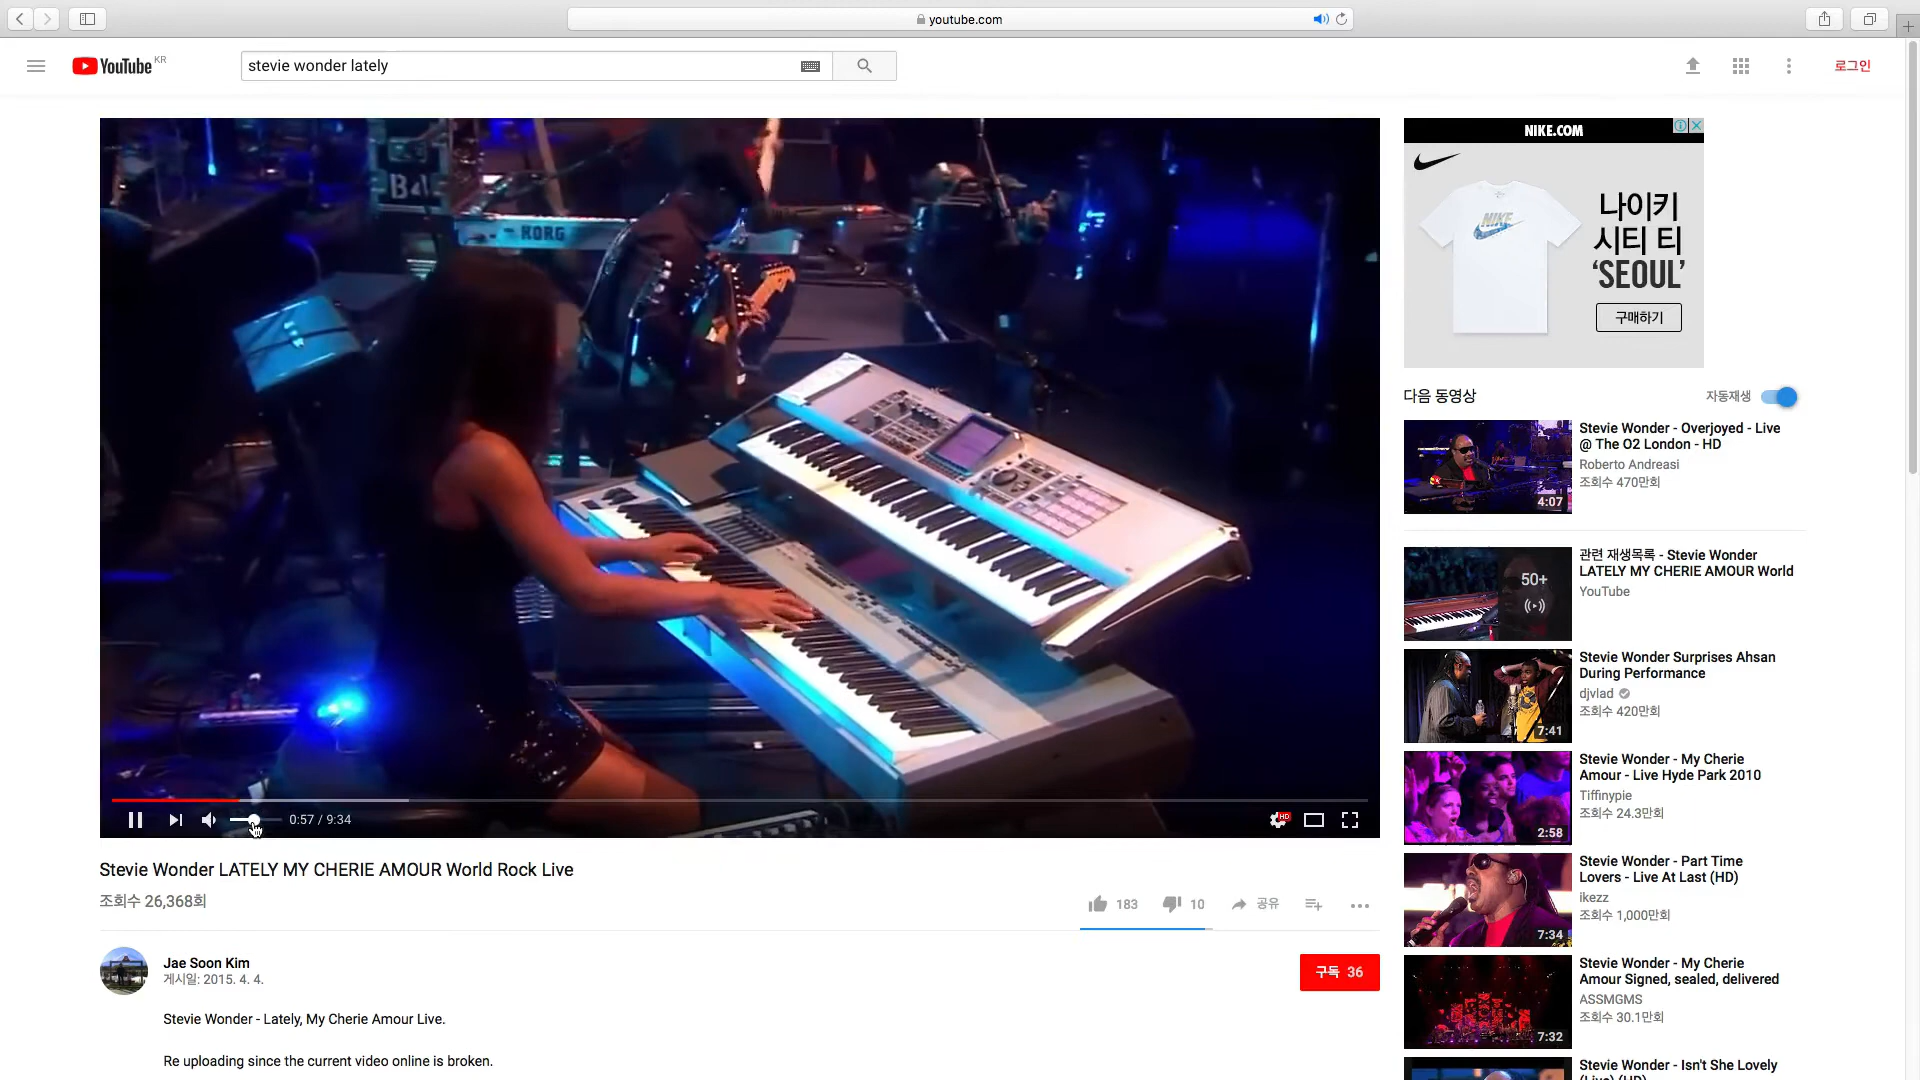 youtube.com
YouTube KR
stevie wonder lately
로그인
KORG
NIKE.COM
NIKE
나이키
시티 티
‘SEOUL’
구매하기
다음 동영상
자동재생
Stevie Wonder - Overjoyed - Live
@ The O2 London - HD
Roberto Andreasi
조회수 470만회
4:07
관련 재생목록 - Stevie Wonder
LATELY MY CHERIE AMOUR World
YouTube
50+
Stevie Wonder Surprises Ahsan
During Performance
djvlad
조회수 420만회
7:41
Stevie Wonder - My Cherie
Amour - Live Hyde Park 2010
Tiffinypie
조회수 24.3만회
2:58
Stevie Wonder - Part Time
Lovers - Live At Last (HD)
ikezz
조회수 1,000만회
7:34
Stevie Wonder - My Cherie
Amour Signed, sealed, delivered
ASSMGMS
조회수 30.1만회
7:32
Stevie Wonder - Isn't She Lovely
0:57 / 9:34
HD
Stevie Wonder LATELY MY CHERIE AMOUR World Rock Live
조회수 26,368회
183
10
공유
Jae Soon Kim
게시일: 2015. 4. 4.
구독 36
Stevie Wonder - Lately, My Cherie Amour Live.
Re uploading since the current video online is broken.